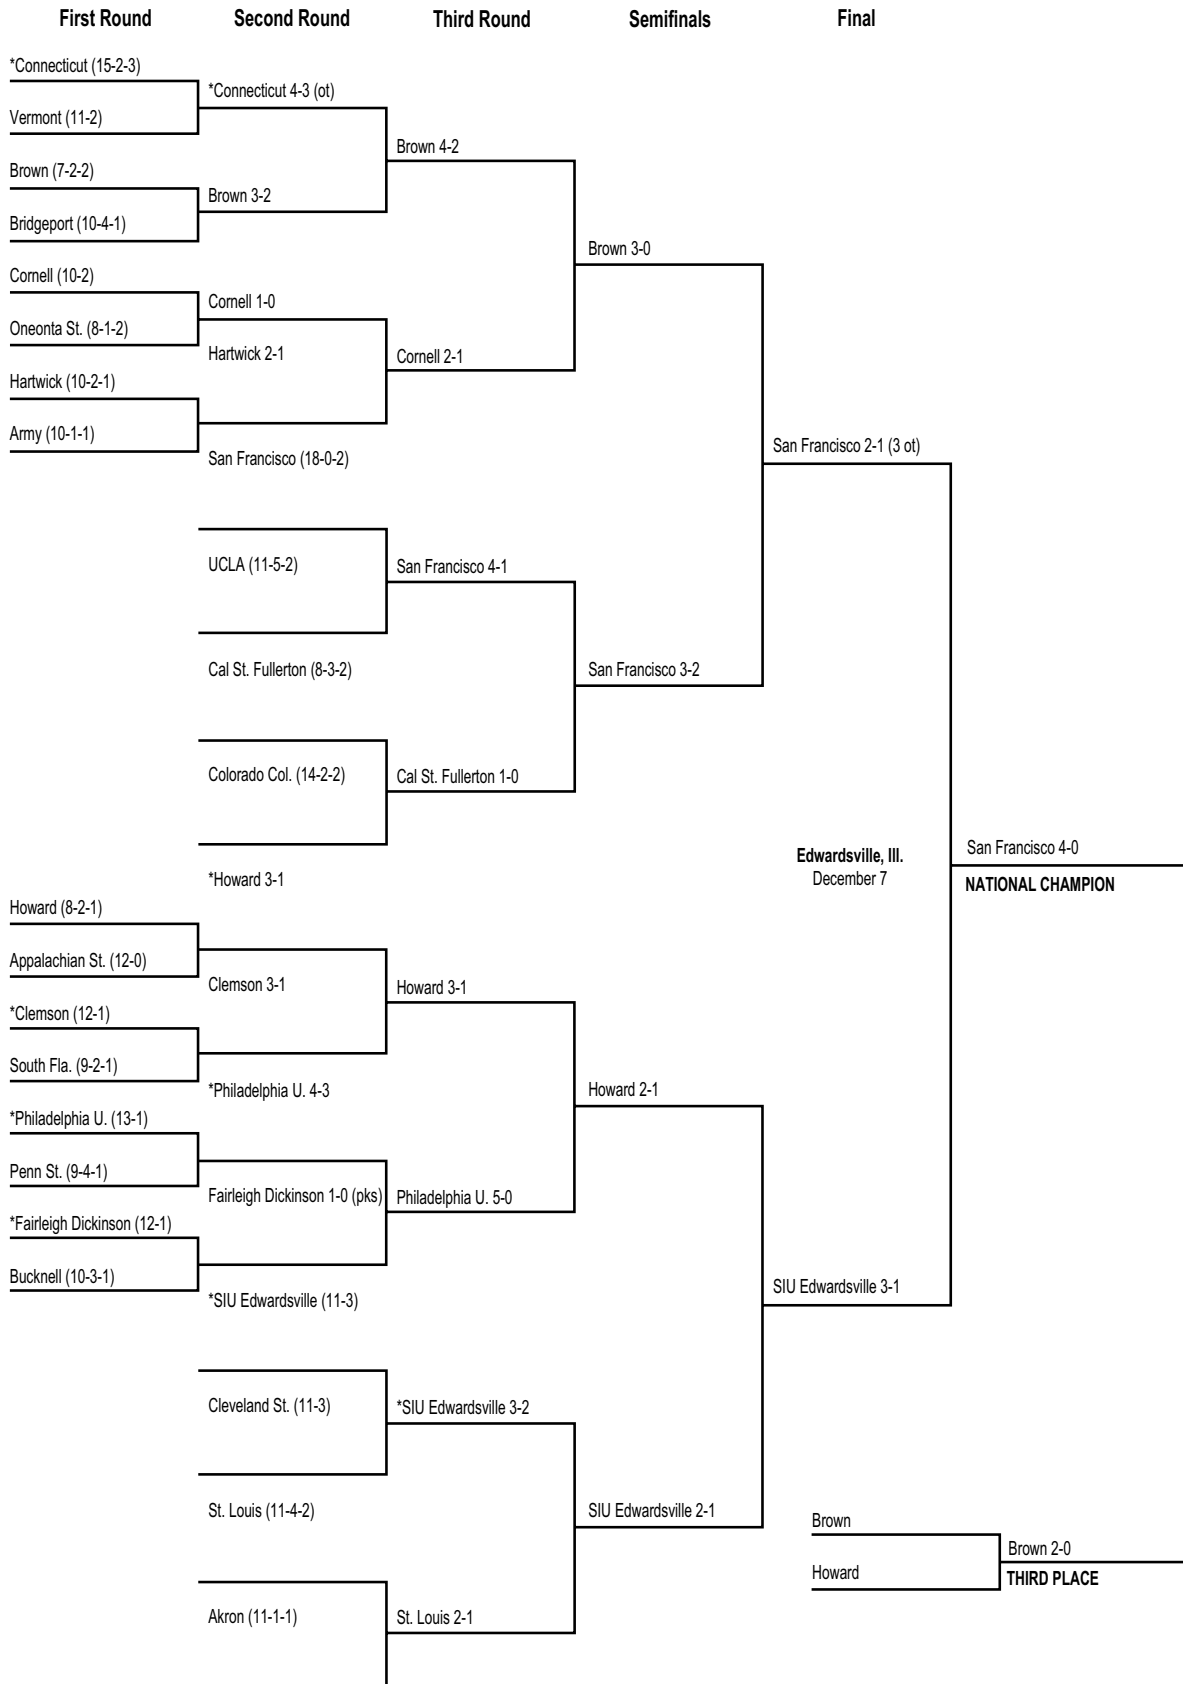 First Round
Second Round
Third Round
Semifinals
Final
*Connecticut (15-2-3)
Vermont (11-2)
Brown (7-2-2)
Bridgeport (10-4-1)
Cornell (10-2)
Oneonta St. (8-1-2)
Hartwick (10-2-1)
Army (10-1-1)
Howard (8-2-1)
Appalachian St. (12-0)
*Clemson (12-1)
South Fla. (9-2-1)
*Philadelphia U. (13-1)
Penn St. (9-4-1)
*Fairleigh Dickinson (12-1)
Bucknell (10-3-1)
*Connecticut 4-3 (ot)
Brown 3-2
Cornell 1-0
Hartwick 2-1
San Francisco (18-0-2)
UCLA (11-5-2)
Cal St. Fullerton (8-3-2)
Colorado Col. (14-2-2)
*Howard 3-1
Clemson 3-1
*Philadelphia U. 4-3
Fairleigh Dickinson 1-0 (pks)
*SIU Edwardsville (11-3)
Cleveland St. (11-3)
St. Louis (11-4-2)
Akron (11-1-1)
Brown 4-2
Cornell 2-1
San Francisco 4-1
Cal St. Fullerton 1-0
Howard 3-1
Philadelphia U. 5-0
*SIU Edwardsville 3-2
St. Louis 2-1
Brown 3-0
San Francisco 3-2
Howard 2-1
SIU Edwardsville 2-1
San Francisco 2-1 (3 ot)
SIU Edwardsville 3-1
Edwardsville, Ill.
December 7
San Francisco 4-0
NATIONAL CHAMPION
Brown
Howard
Brown 2-0
THIRD PLACE